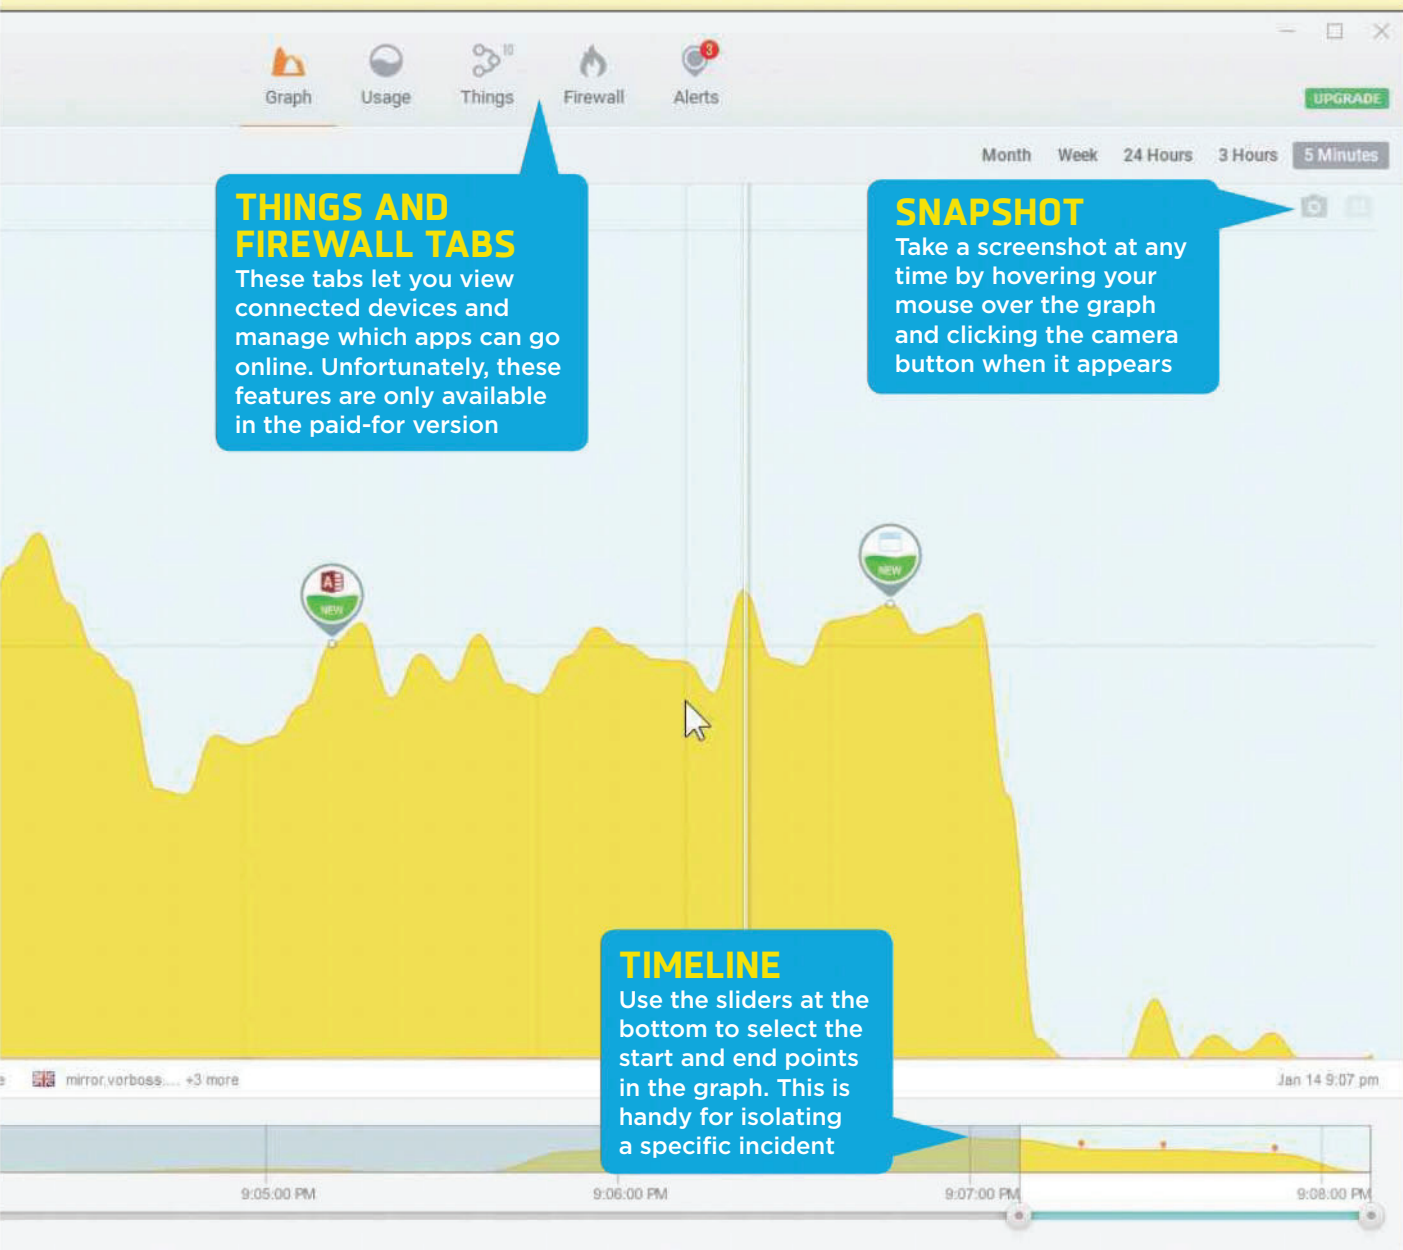 10
3
Graph Usage Things Firewall Alerts
UPGRADE
Month Week 24 Hours 3 Hours 5 Minutes
THINGS AND
FIREWALL TABS
These tabs let you view
connected devices and
manage which apps can go
online. Unfortunately, these
features are only available
in the paid-for version
SNAPSHOT
Take a screenshot at any
time by hovering your
mouse over the graph
and clicking the camera
button when it appears
NEW
A
NEW
TIMELINE
Use the sliders at the
bottom to select the
start and end points
in the graph. This is
handy for isolating
a specific incident
e mirror.vorboss.... +3 more
Jan 14 9:07 pm
9:05:00 PM 9:06:00 PM 9:07:00 PM 9:08:00 PM